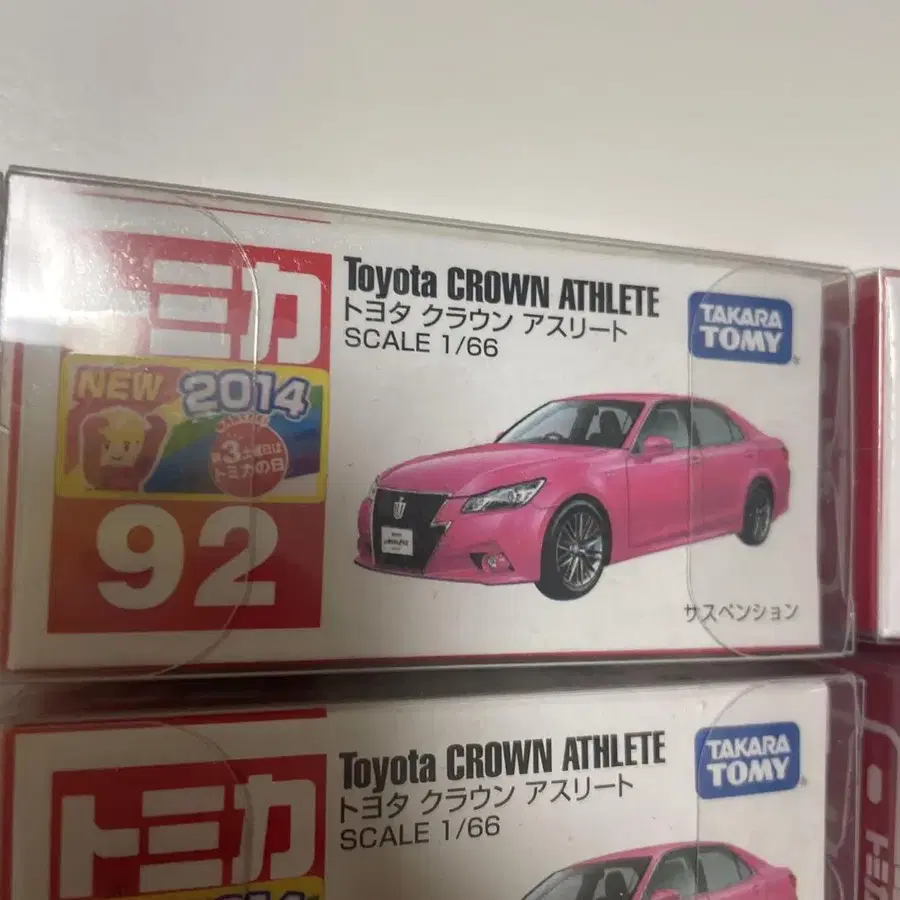 トミカ
Toyota CROWN ATHLETE
トヨタ クラウン アスリート
SCALE 1/66
TAKARA
TOMY
NEW 2014
第3土曜日は
トミカの日
92
サスペンション
トミカ
Toyota CROWN ATHLETE
トヨタ クラウン アスリート
SCALE 1/66
TAKARA
TOMY